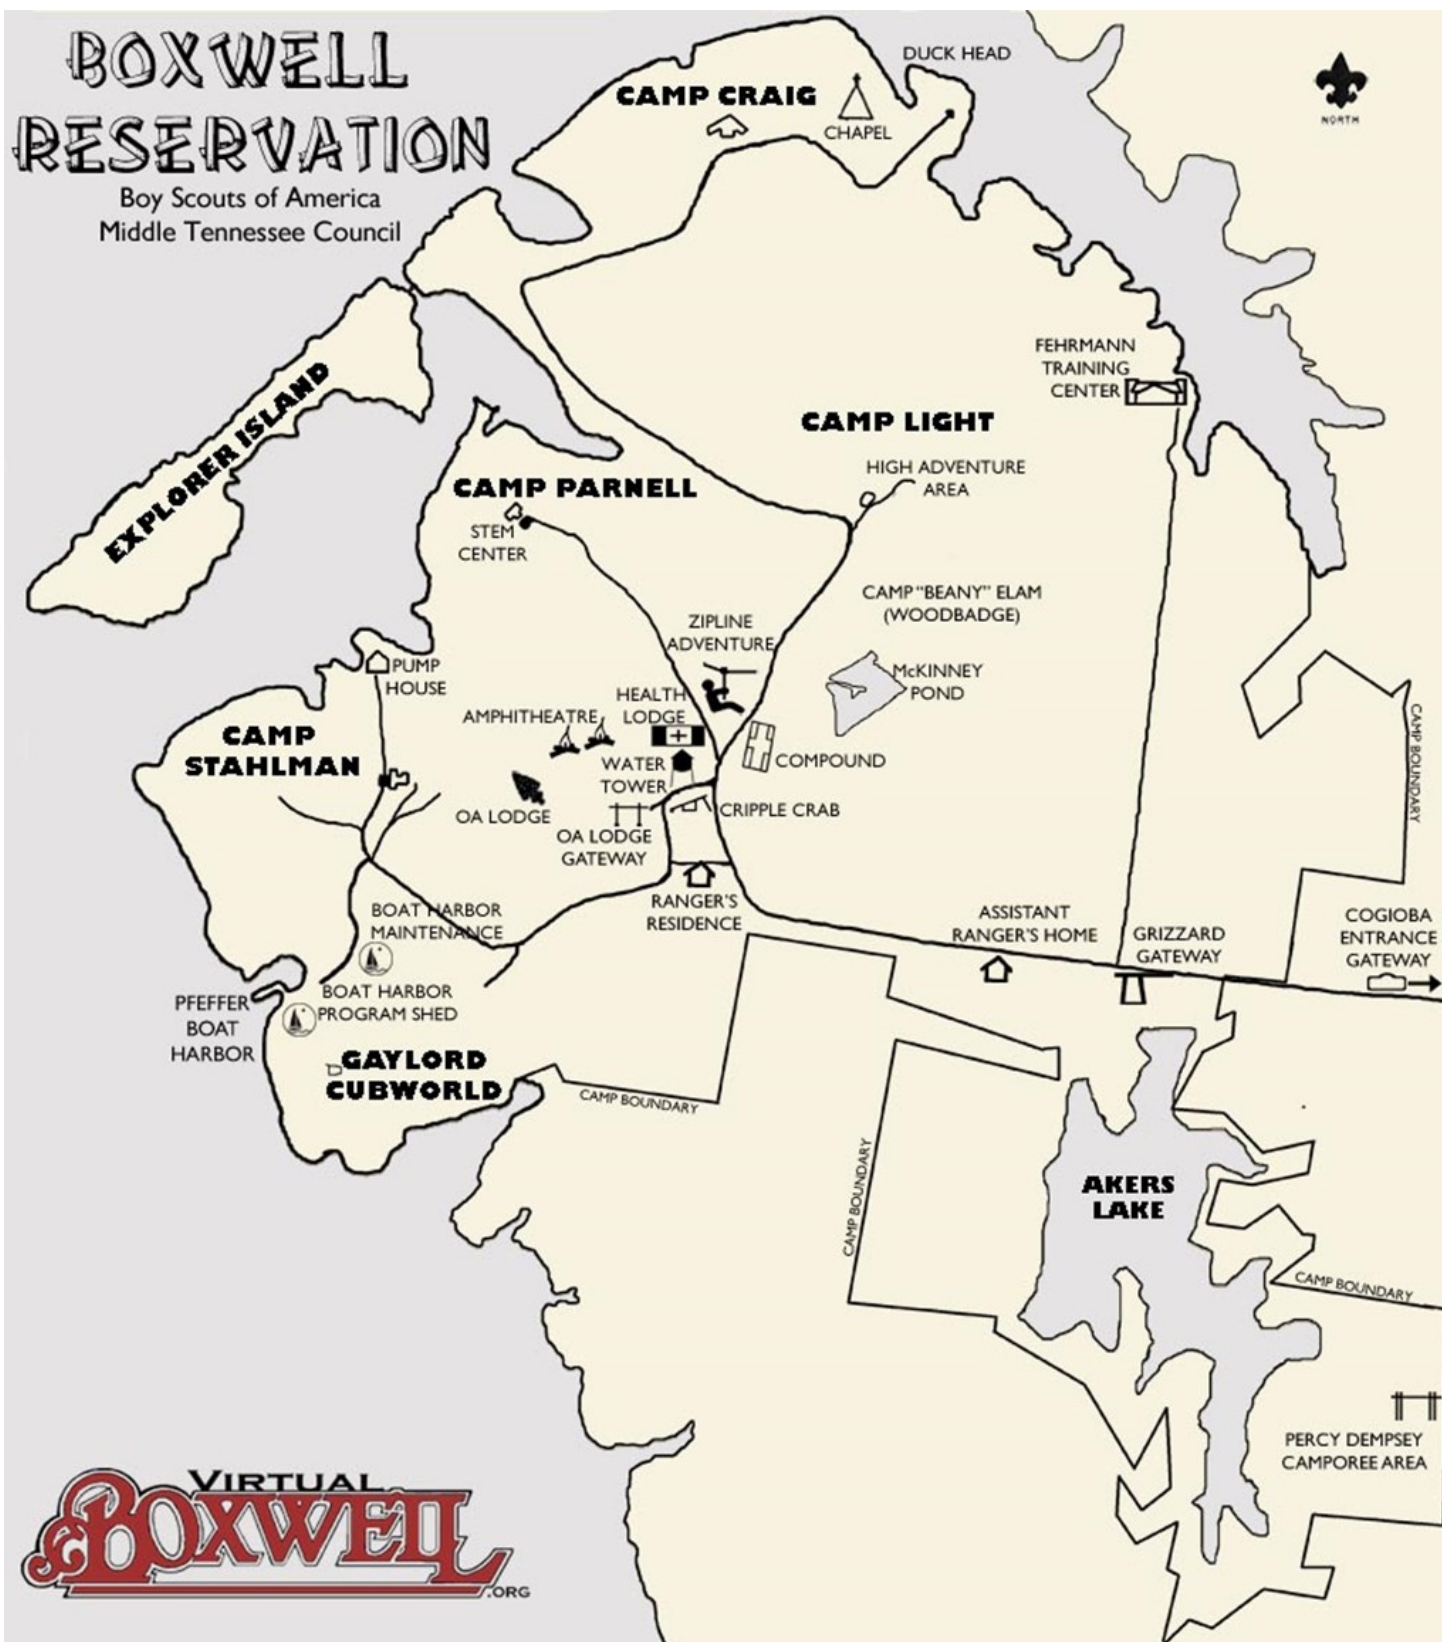 BOXWELL
RESERVATION
Boy Scouts of America
Middle Tennessee Council
DUCK HEAD
CAMP CRAIG
CHAPEL
NORTH
EXPLORER ISLAND
FEHRMANN
TRAINING
CENTER
CAMP LIGHT
HIGH ADVENTURE
AREA
CAMP PARNELL
STEM
CENTER
CAMP "BEANY" ELAM
(WOODBADGE)
ZIPLINE
ADVENTURE
McKINNEY
POND
PUMP
HOUSE
HEALTH
LODGE
AMPHITHEATRE
CAMP
STAHLMAN
WATER
TOWER
COMPOUND
CAMP BOUNDARY
OA LODGE
CRIPPLE CRAB
OA LODGE
GATEWAY
RANGER'S
RESIDENCE
BOAT HARBOR
MAINTENANCE
ASSISTANT
RANGER'S HOME
GRIZZARD
GATEWAY
COGIOBA
ENTRANCE
GATEWAY
PFEFFER
BOAT
HARBOR
BOAT HARBOR
PROGRAM SHED
GAYLORD
CUBWORLD
CAMP BOUNDARY
CAMP BOUNDARY
AKERS
LAKE
CAMP BOUNDARY
PERCY DEMPSEY
CAMPOREE AREA
VIRTUAL
BOXWELL
.ORG